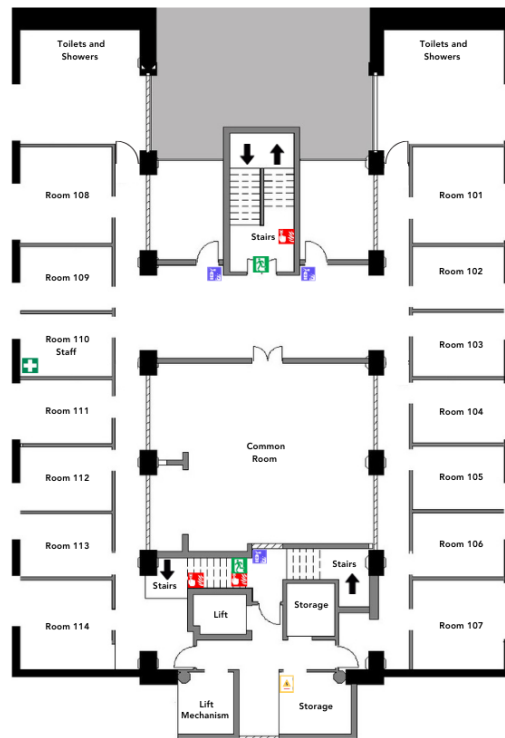 Toilets and
Showers
Toilets and
Showers
Room 108
Room 101
Stairs
Room 109
Room 102
Room 110
Staff
Room 103
Room 111
Room 104
Common
Room
Room 112
Room 105
Room 113
Room 106
Stairs
Stairs
Lift
Storage
Room 114
Room 107
Lift
Mechanism
Storage